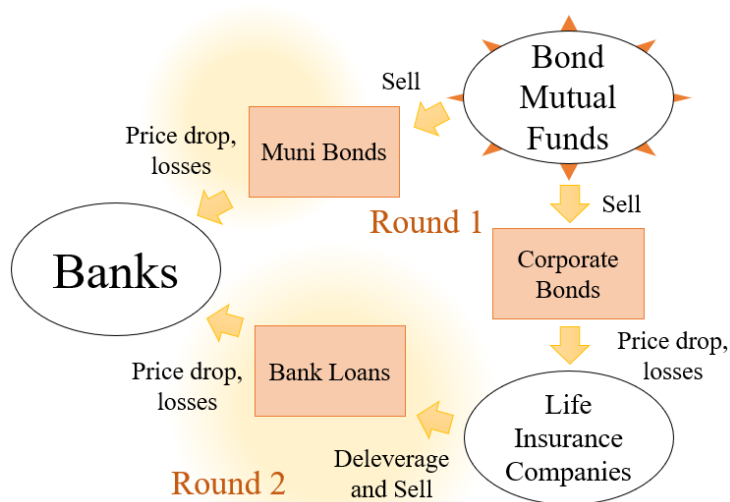 Bond
Mutual
Funds
Sell
Muni Bonds
Price drop,
losses
Round 1
Sell
Banks
Corporate
Bonds
Price drop,
losses
Bank Loans
Price drop,
losses
Life
Insurance
Companies
Deleverage
and Sell
Round 2